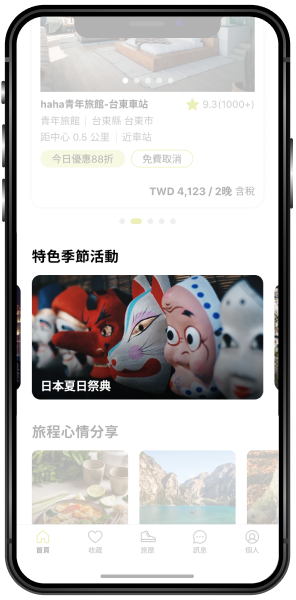 haha青年旅館-台東車站
9.3(1000+)
青年旅館｜台東縣 台東市
距中心 0.5 公里｜近車站
今日優惠88折
免費取消
TWD 4,123 / 2晚 含稅
特色季節活動
日本夏日祭典
旅程心情分享
首頁
收藏
旅歷
訊息
個人